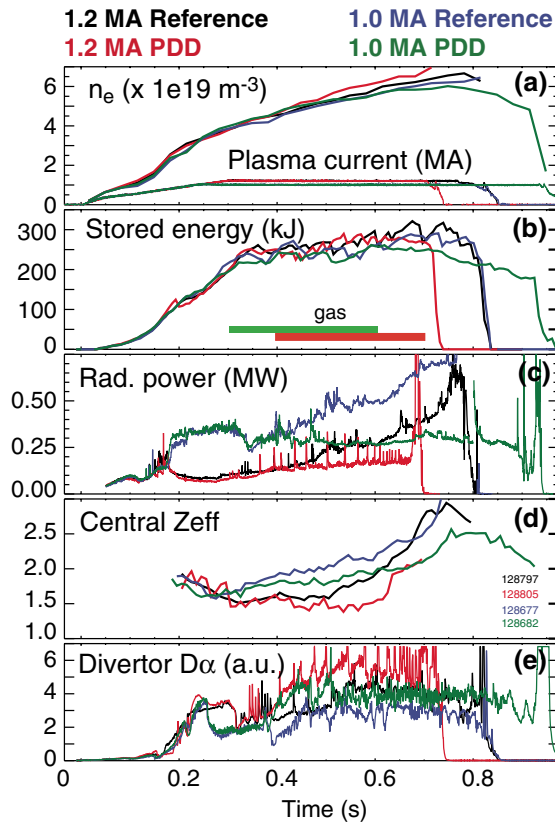 1.2 MA Reference 1.0 MA Reference
1.2 MA PDD 1.0 MA PDD
(a)
n_e (x 1e19 m^-3)
6
4
Plasma current (MA)
2
0
(b)
Stored energy (kJ)
300
200
gas
100
0
(c)
Rad. power (MW)
0.50
0.25
0.00
(d)
Central Zeff
2.5
2.0
128797
128805
1.5
128677
128682
1.0
(e)
Divertor Dα (a.u.)
6
4
2
0
0 0.2 0.4 0.6 0.8
Time (s)